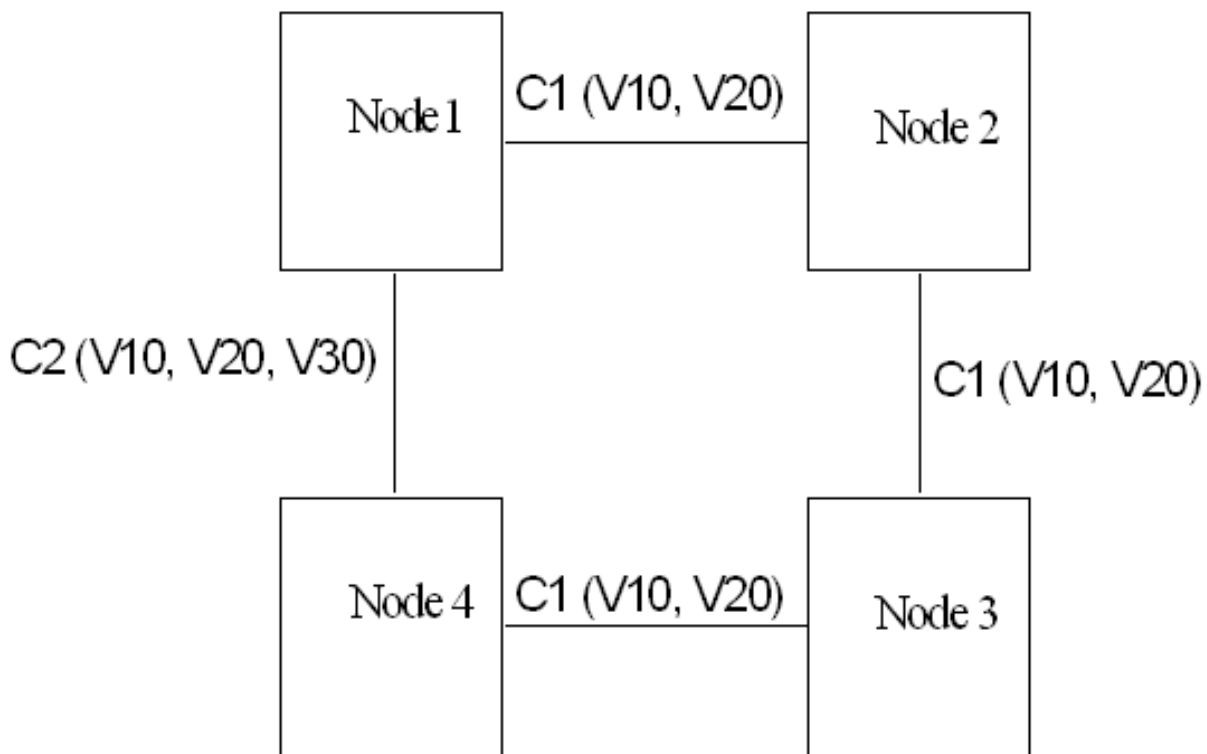 Node 1
C1 (V10, V20)
Node 2
C2 (V10, V20, V30)
C1 (V10, V20)
Node 4
C1 (V10, V20)
Node 3